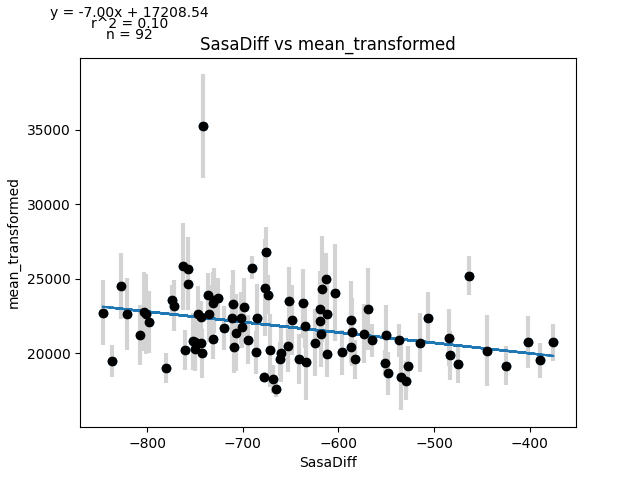 y = -7.00x + 17208.54
r^2 = 0.10
n = 92
SasaDiff vs mean_transformed
35000
30000
25000
20000
mean_transformed
−800 −700 −600 −500 −400
SasaDiff